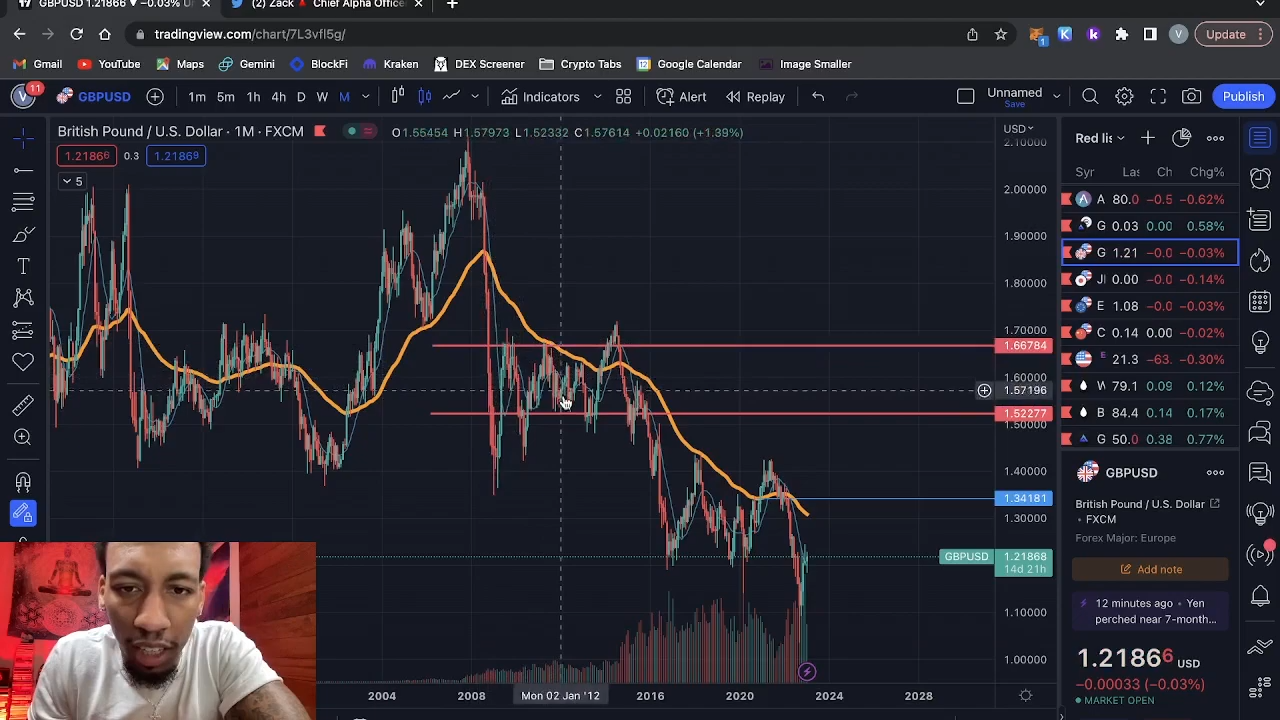 GBPUSD 1.21866 ▼ −0.03% Un
Zack 🔺 Chief Alpha Officer
tradingview.com/chart/7L3vfl5g/
Update
Gmail
YouTube
Maps
Gemini
BlockFi
Kraken
DEX Screener
Crypto Tabs
Google Calendar
Image Smaller
11
GBPUSD
1m 5m 1h 4h D W M
Indicators
Alert
Replay
Unnamed
Save
Publish
British Pound / U.S. Dollar · 1M · FXCM
O1.55454 H1.57973 L1.52332 C1.57614 +0.02160 (+1.39%)
1.21866 0.3 1.21869
5
USD
2.10000
2.00000
1.90000
1.80000
1.70000
1.66784
1.60000
1.57196
1.52277
1.50000
1.40000
1.34181
1.30000
GBPUSD 1.21868
14d 21h
1.10000
1.00000
2004 2008 Mon 02 Jan '12 2016 2020 2024 2028
Red lis
Syr Las Ch Chg%
A 80.0 −0.5 −0.62%
G 0.03 0.00 0.58%
G 1.21 −0.0 −0.03%
JI 0.00 −0.0 −0.14%
E 1.08 −0.0 −0.03%
C 0.14 0.00 −0.02%
E 21.3 −63. −0.30%
W 79.1 0.09 0.12%
B 84.4 0.14 0.17%
G 50.0 0.38 0.77%
GBPUSD
British Pound / U.S. Dollar
• FXCM
Forex Major: Europe
Add note
12 minutes ago • Yen
perched near 7-month...
1.21866 USD
−0.00033 (−0.03%)
MARKET OPEN